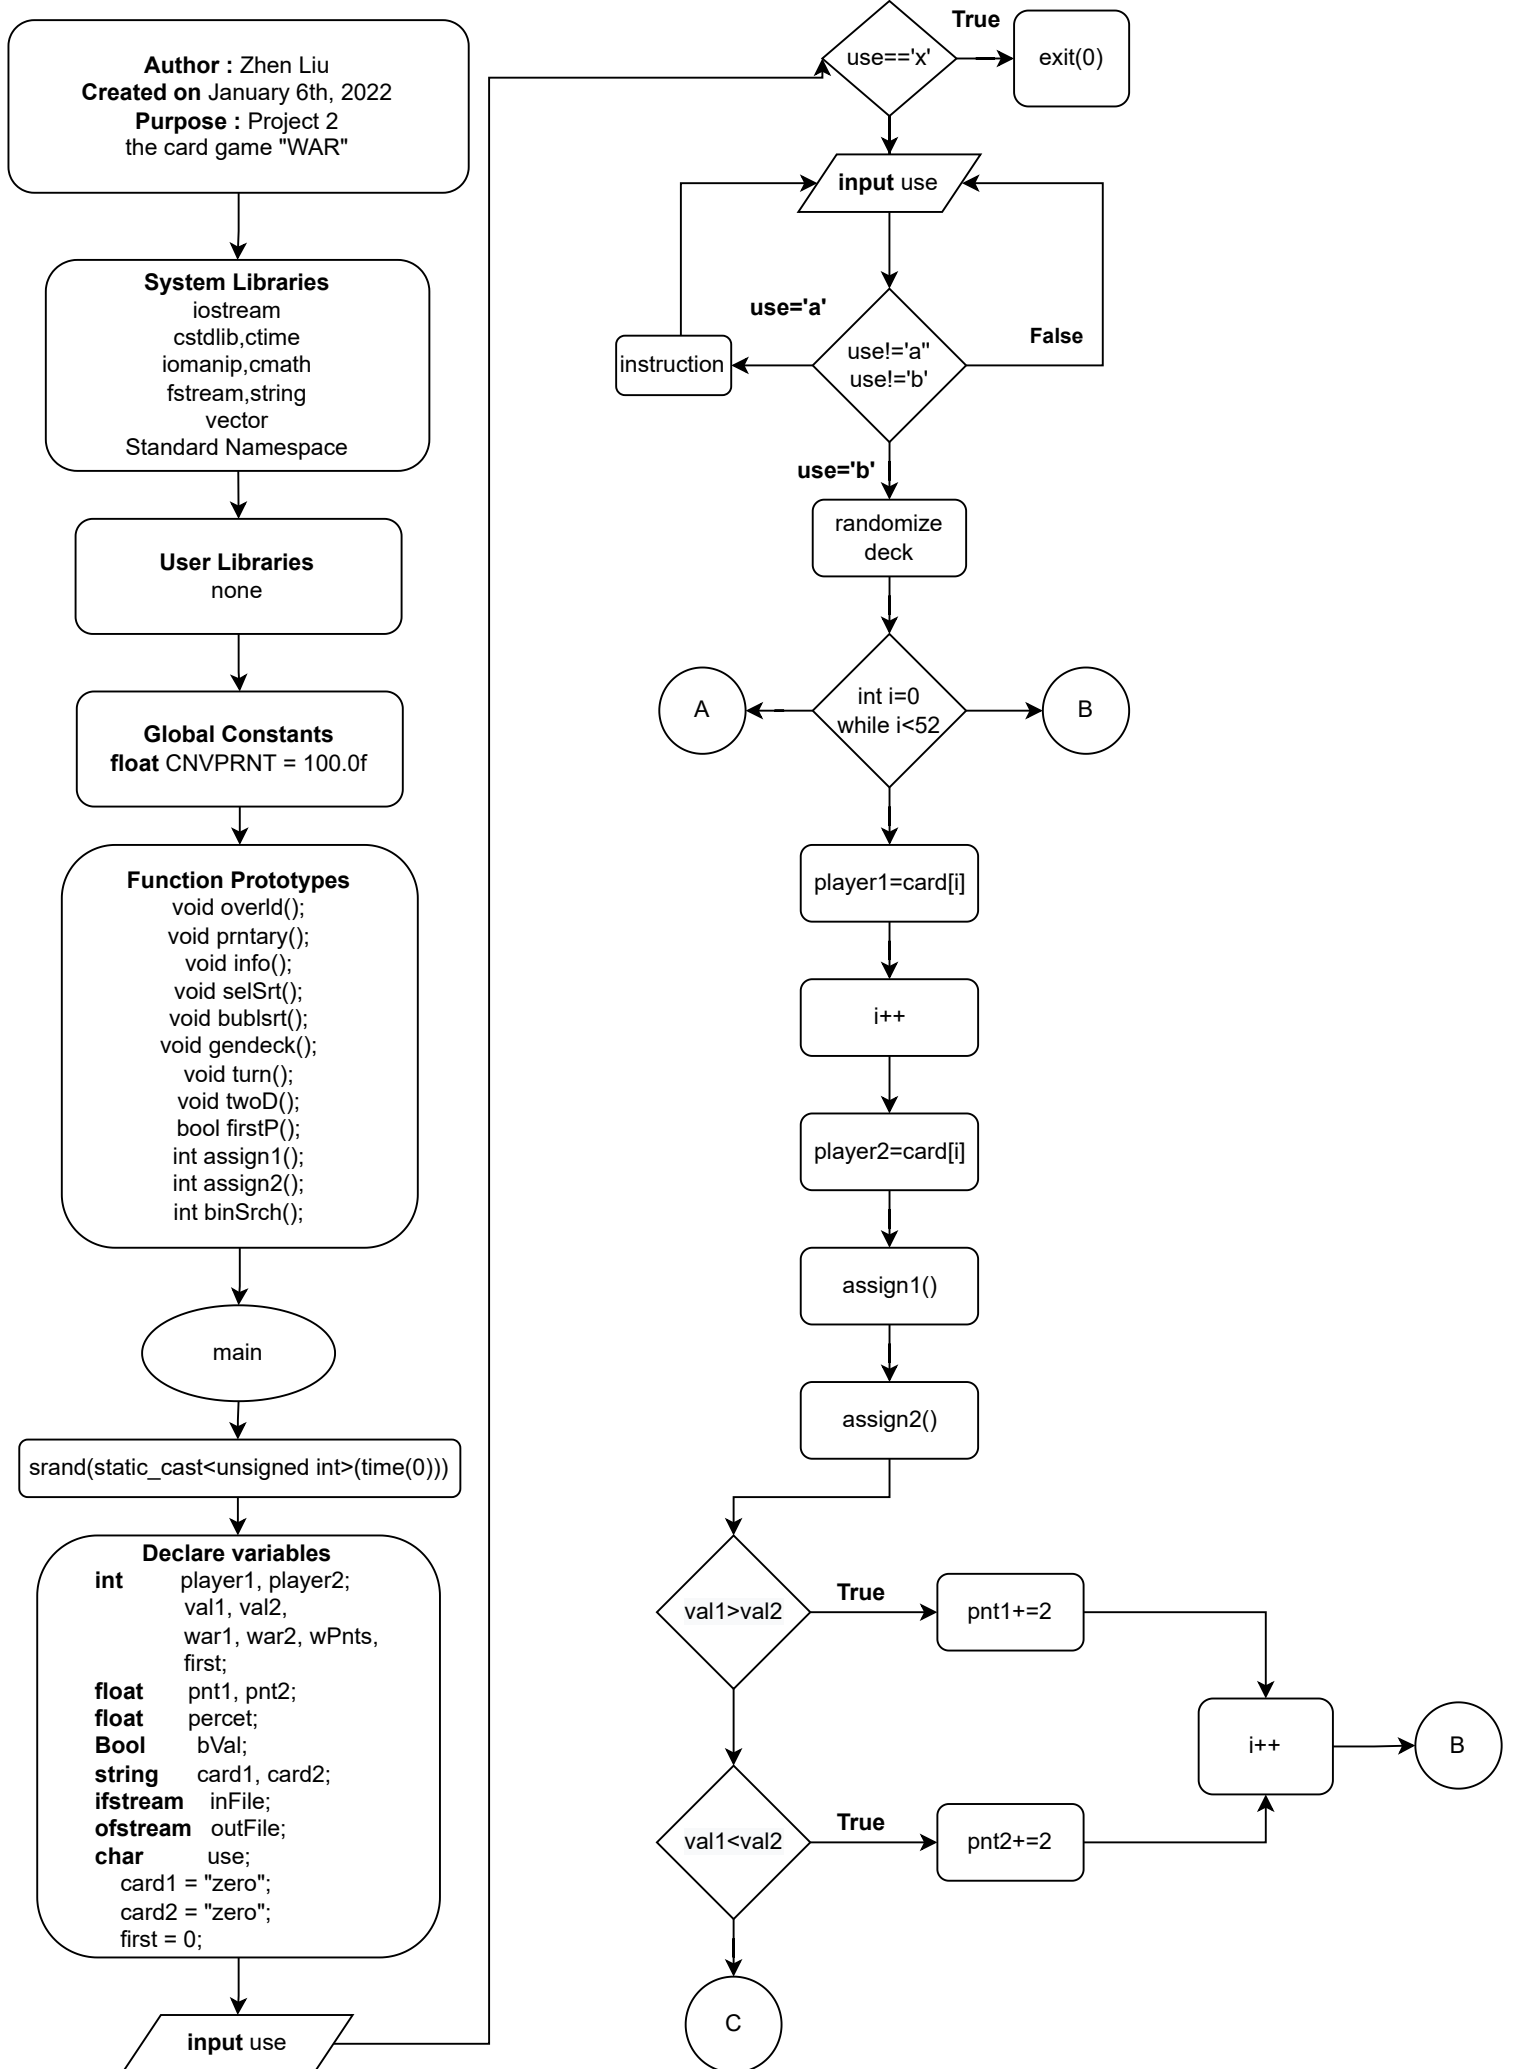 Author : Zhen Liu
Created on January 6th, 2022
Purpose : Project 2
the card game "WAR"
System Libraries
iostream
cstdlib,ctime
iomanip,cmath
fstream,string
vector
Standard Namespace
User Libraries
none
Global Constants
float CNVPRNT = 100.0f
Function Prototypes
void overld();
void prntary();
void info();
void selSrt();
void bublsrt();
void gendeck();
void turn();
void twoD();
bool firstP();
int assign1();
int assign2();
int binSrch();
main
srand(static_cast<unsigned int>(time(0)))
Declare variables
int player1, player2;
val1, val2,
war1, war2, wPnts,
first;
float pnt1, pnt2;
float percet;
Bool bVal;
string card1, card2;
ifstream inFile;
ofstream outFile;
char use;
card1 = "zero";
card2 = "zero";
first = 0;
input use
use=='x'
True
exit(0)
input use
use='a'
instruction
use!='a"
use!='b'
False
use='b'
randomize
deck
A
int i=0
while i<52
B
player1=card[i]
i++
player2=card[i]
assign1()
assign2()
val1>val2
True
pnt1+=2
i++
B
val1<val2
True
pnt2+=2
C